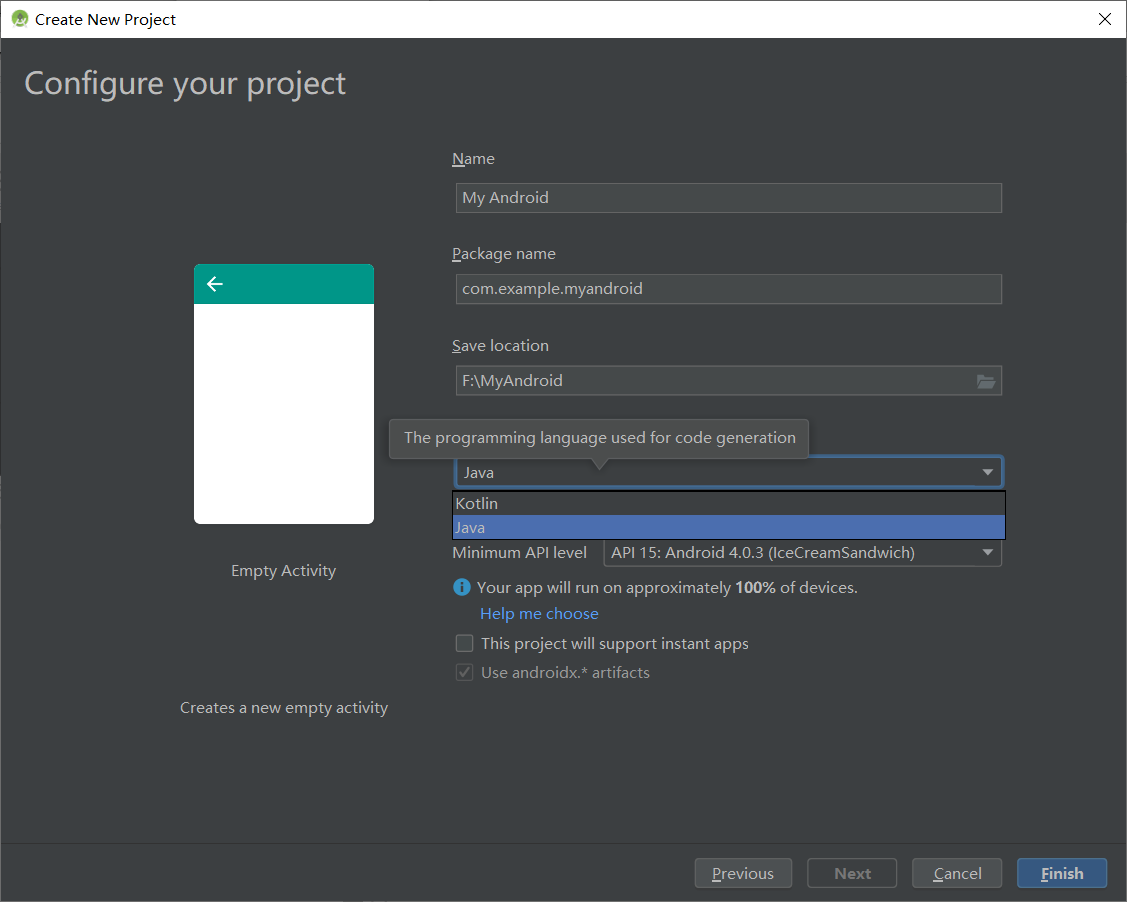 Create New Project
Configure your project
Name
My Android
Package name
com.example.myandroid
Save location
F:\MyAndroid
The programming language used for code generation
Java
Kotlin
Java
Minimum API level API 15: Android 4.0.3 (IceCreamSandwich)
Your app will run on approximately 100% of devices.
Help me choose
This project will support instant apps
Use androidx.* artifacts
Empty Activity
Creates a new empty activity
Previous Next Cancel Finish